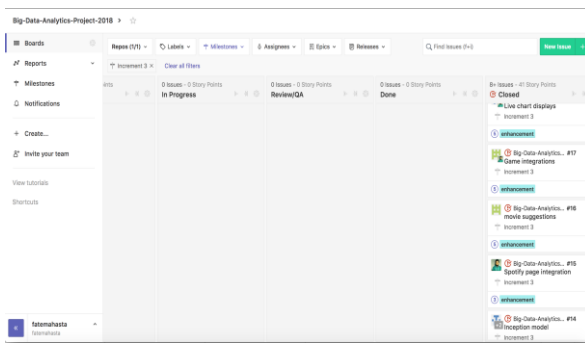 Big-Data-Analytics-Project-2018
Boards
Reports
Milestones
Notifications
Create...
Invite your team
View tutorials
Shortcuts
fatemahasta
fatemahasta
Repos (1/1)
Labels
Milestones
Assignees
Epics
Releases
Find Issues (f+i)
New Issue
Increment 3
Clear all filters
0 Issues - 0 Story Points
In Progress
0 Issues - 0 Story Points
Review/QA
0 Issues - 0 Story Points
Done
8+ Issues - 41 Story Points
Closed
Live chart displays
Increment 3
enhancement
Big-Data-Analytics... #17
Game integrations
Increment 3
enhancement
Big-Data-Analytics... #16
movie suggestions
Increment 3
enhancement
Big-Data-Analytics... #15
Spotify page integration
Increment 3
enhancement
Big-Data-Analytics... #14
Inception model
Increment 3